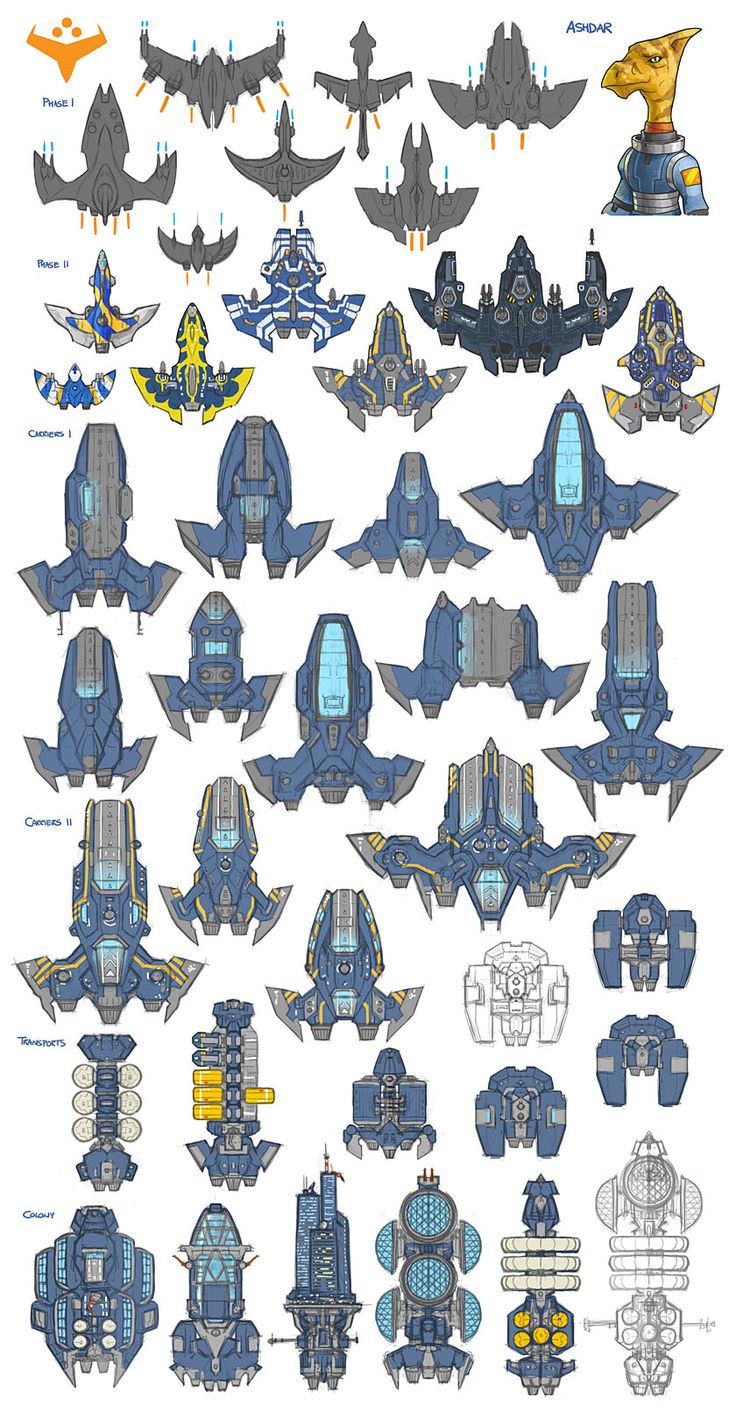 ASHDAR
PHASE I
PHASE II
CARRIERS I
CARRIERS II
TRANSPORTS
COLONY